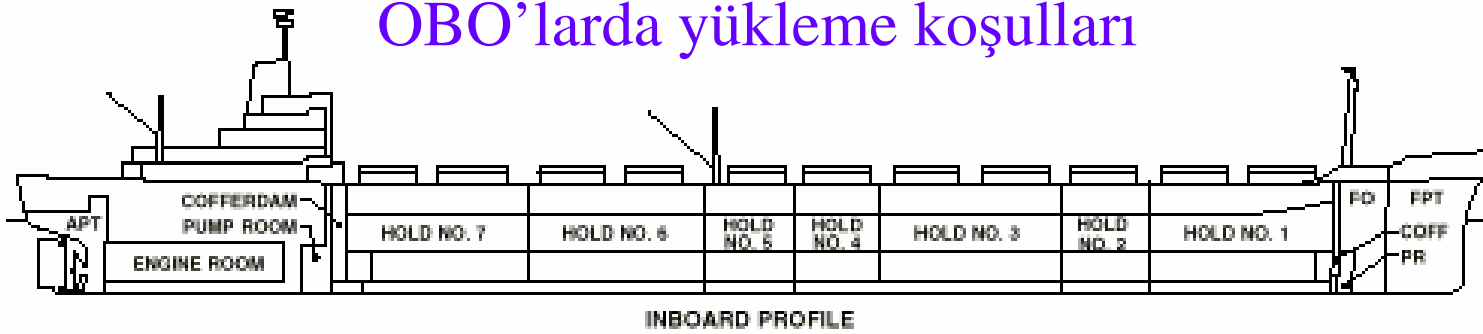 OBO’larda yükleme koşulları
COFFERDAM
PUMP ROOM
APT
ENGINE ROOM
HOLD NO. 7
HOLD NO. 6
HOLD
NO. 5
HOLD
NO. 4
HOLD NO. 3
HOLD
NO. 2
HOLD NO. 1
FO
FPT
COFF
PR
INBOARD PROFILE